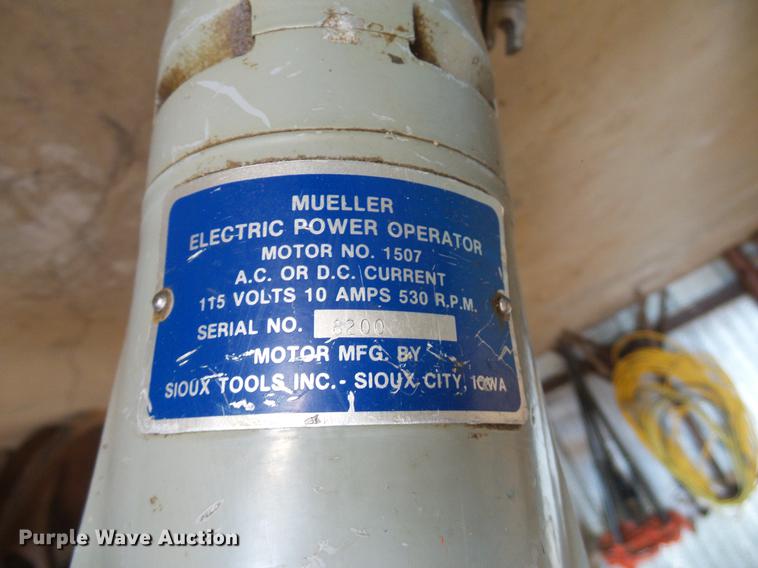 MUELLER
ELECTRIC POWER OPERATOR
MOTOR NO. 1507
A.C. OR D.C. CURRENT
115 VOLTS 10 AMPS 530 R.P.M.
SERIAL NO. 8200
MOTOR MFG. BY
SIOUX TOOLS INC.- SIOUX CITY, IOWA
Purple Wave Auction